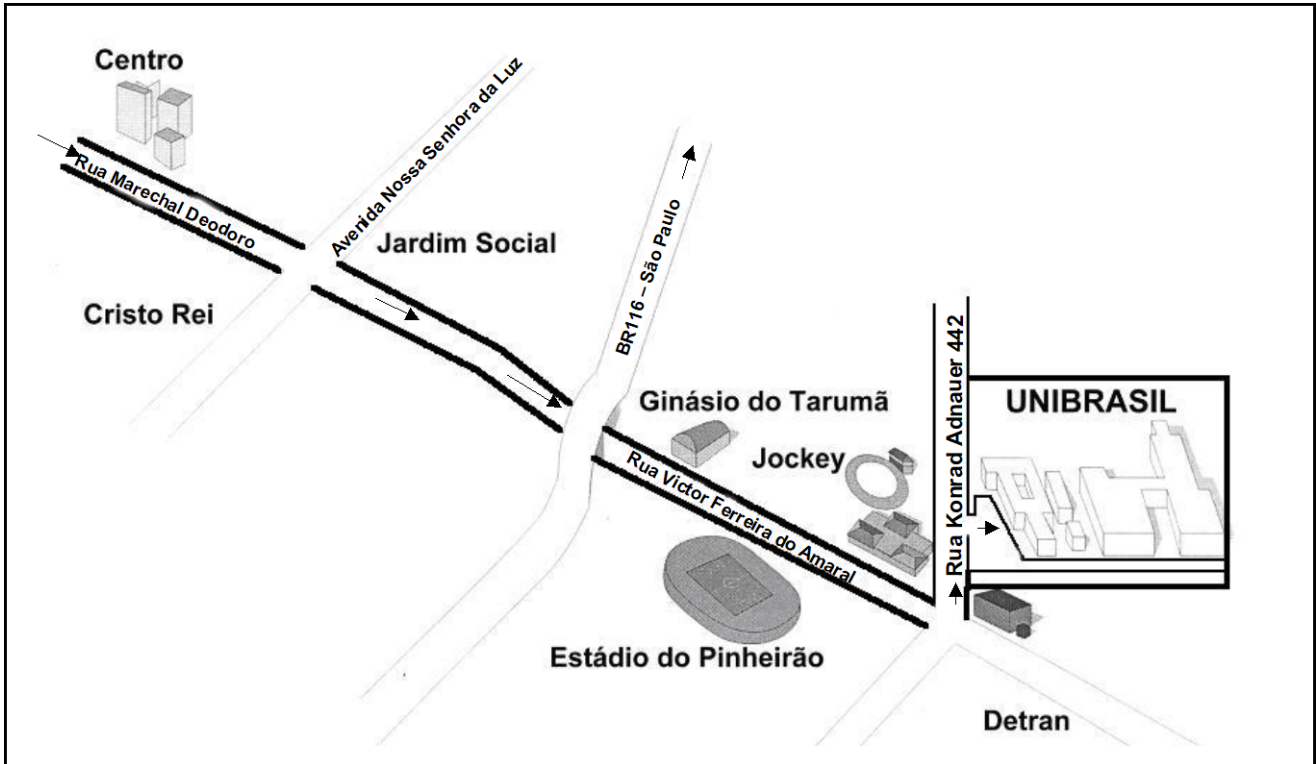 Centro
Rua Marechal Deodoro
Avenida Nossa Senhora da Luz
Jardim Social
Cristo Rei
BR116 – São Paulo
Ginásio do Tarumã
Jockey
Rua Victor Ferreira do Amaral
Rua Konrad Adnauer 442
UNIBRASIL
Estádio do Pinheirão
Detran